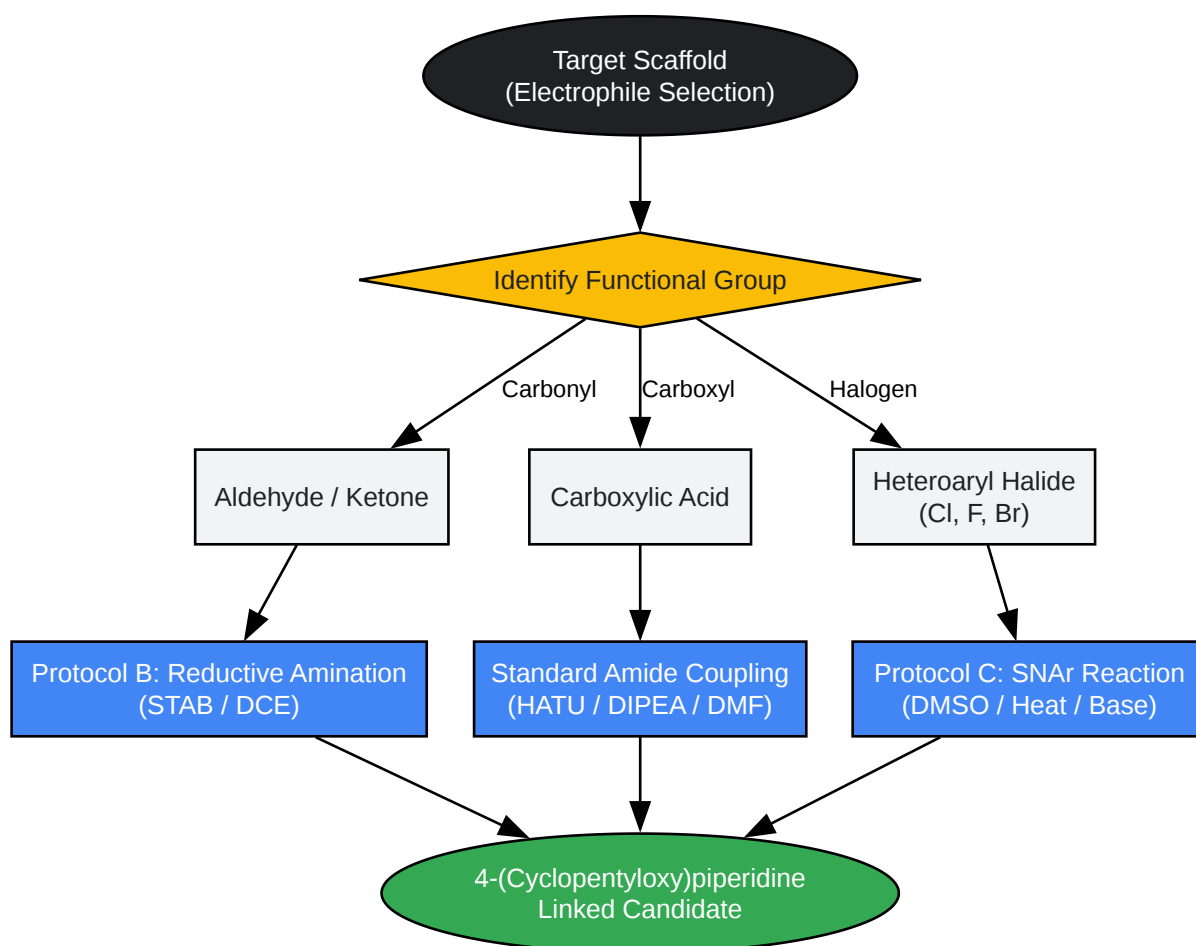 Target Scaffold
(Electrophile Selection)
Identify Functional Group
Carbonyl
Carboxyl
Halogen
Aldehyde / Ketone
Carboxylic Acid
Heteroaryl Halide
(Cl, F, Br)
Protocol B: Reductive Amination
(STAB / DCE)
Standard Amide Coupling
(HATU / DIPEA / DMF)
Protocol C: SNAr Reaction
(DMSO / Heat / Base)
4-(Cyclopentyloxy)piperidine
Linked Candidate